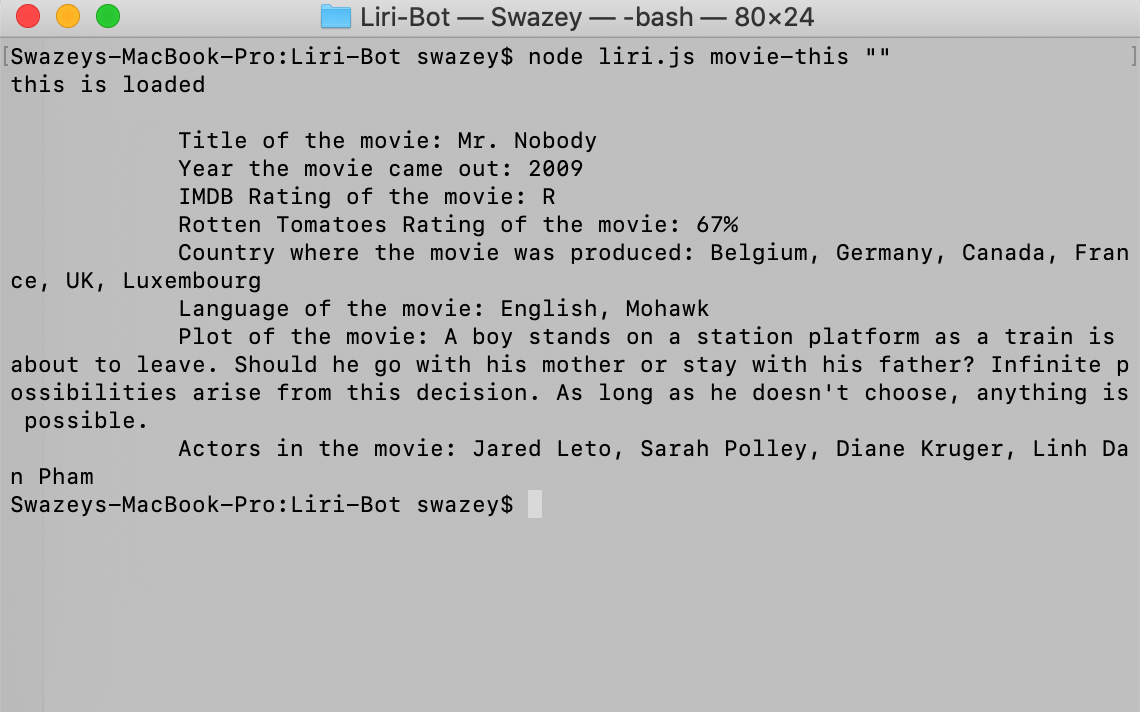 Liri-Bot — Swazey — -bash — 80×24
[Swazeys-MacBook-Pro:Liri-Bot swazey$ node liri.js movie-this "" ]
this is loaded
Title of the movie: Mr. Nobody
Year the movie came out: 2009
IMDB Rating of the movie: R
Rotten Tomatoes Rating of the movie: 67%
Country where the movie was produced: Belgium, Germany, Canada, Fran
ce, UK, Luxembourg
Language of the movie: English, Mohawk
Plot of the movie: A boy stands on a station platform as a train is
about to leave. Should he go with his mother or stay with his father? Infinite p
ossibilities arise from this decision. As long as he doesn't choose, anything is
possible.
Actors in the movie: Jared Leto, Sarah Polley, Diane Kruger, Linh Da
n Pham
Swazeys-MacBook-Pro:Liri-Bot swazey$